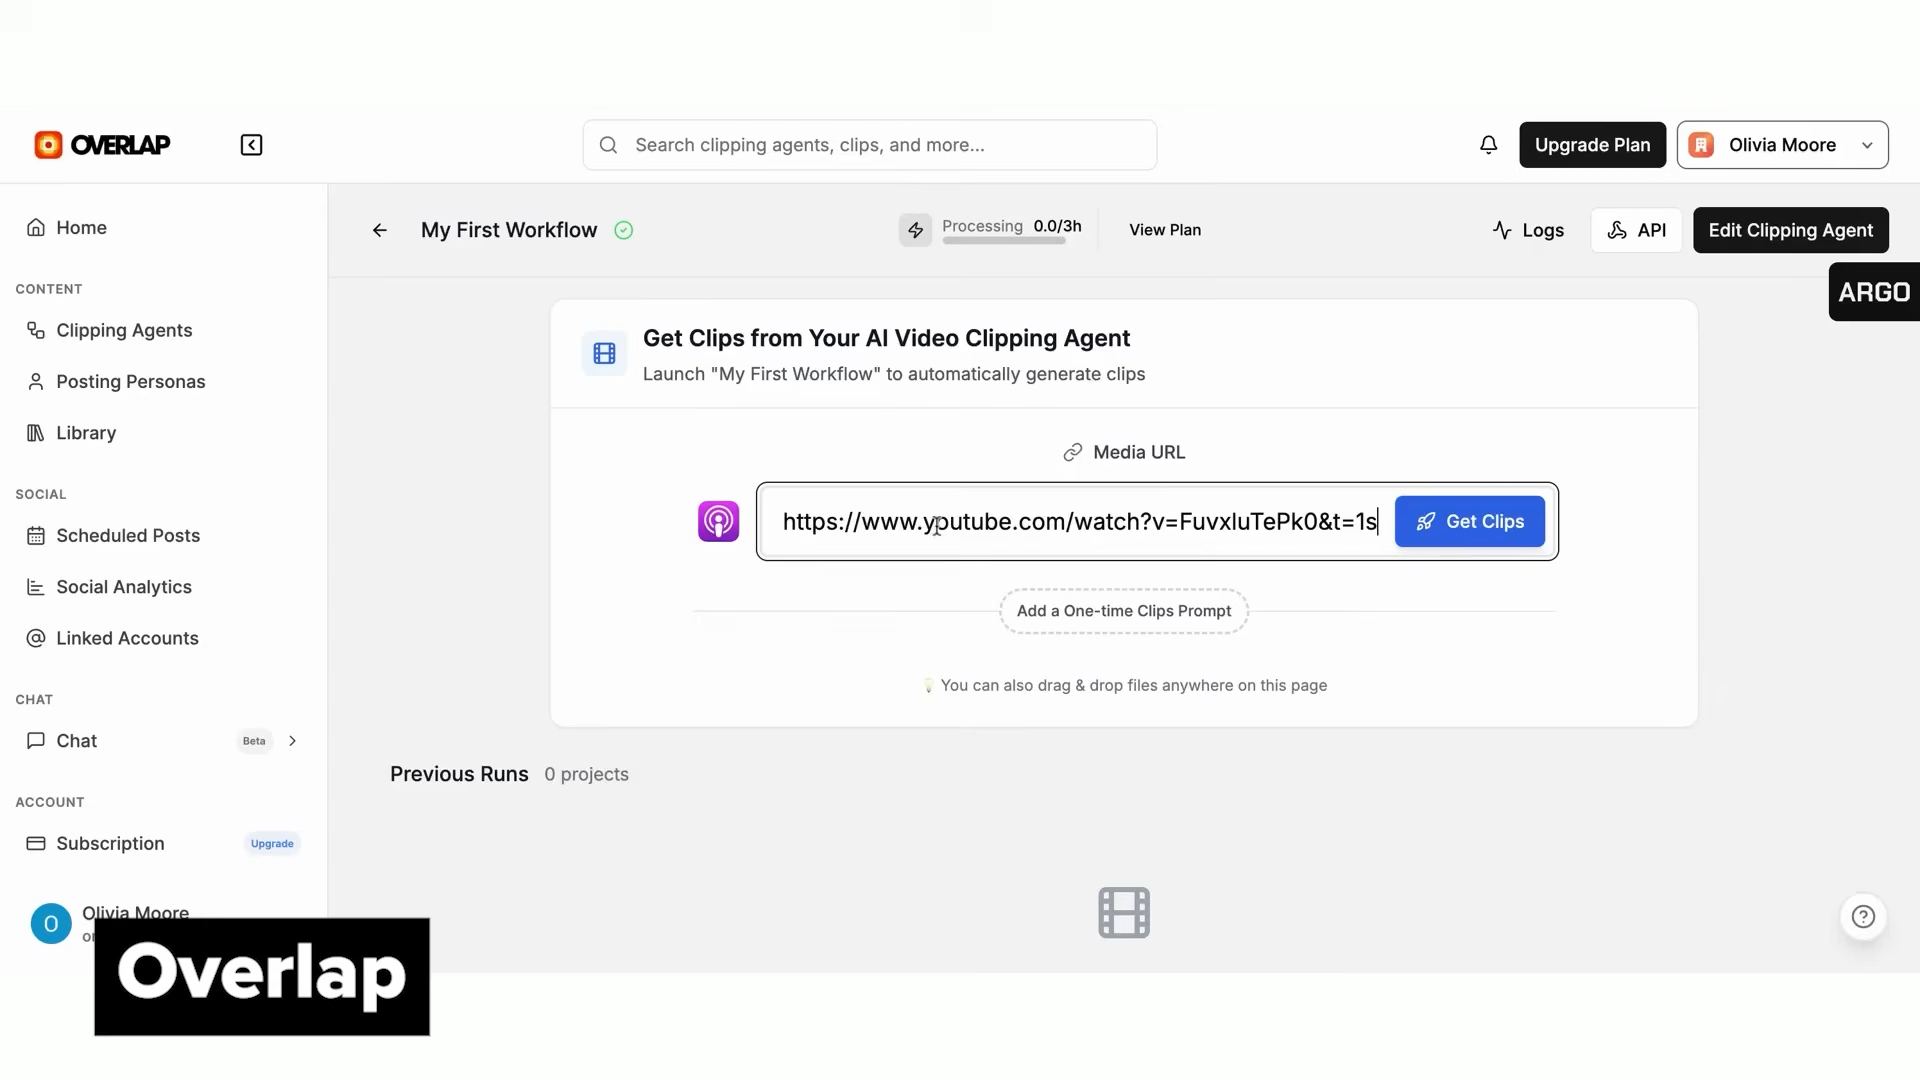 OVERLAP
Search clipping agents, clips, and more...
Upgrade Plan
Olivia Moore
Home
CONTENT
Clipping Agents
Posting Personas
Library
SOCIAL
Scheduled Posts
Social Analytics
Linked Accounts
CHAT
Chat
Beta
ACCOUNT
Subscription
Upgrade
O
Olivia Moore
My First Workflow
Processing 0.0/3h
View Plan
Logs
API
Edit Clipping Agent
ARGO
Get Clips from Your AI Video Clipping Agent
Launch "My First Workflow" to automatically generate clips
Media URL
https://www.youtube.com/watch?v=FuvxluTePk0&t=1s
Get Clips
Add a One-time Clips Prompt
You can also drag & drop files anywhere on this page
Previous Runs 0 projects
Overlap